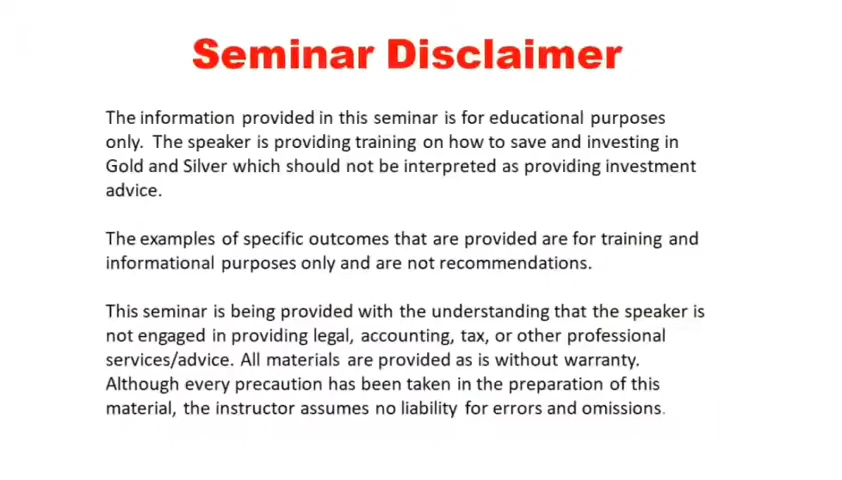 Seminar Disclaimer
The information provided in this seminar is for educational purposes
only. The speaker is providing training on how to save and investing in
Gold and Silver which should not be interpreted as providing investment
advice.
The examples of specific outcomes that are provided are for training and
informational purposes only and are not recommendations.
This seminar is being provided with the understanding that the speaker is
not engaged in providing legal, accounting, tax, or other professional
services/advice. All materials are provided as is without warranty.
Although every precaution has been taken in the preparation of this
material, the instructor assumes no liability for errors and omissions.